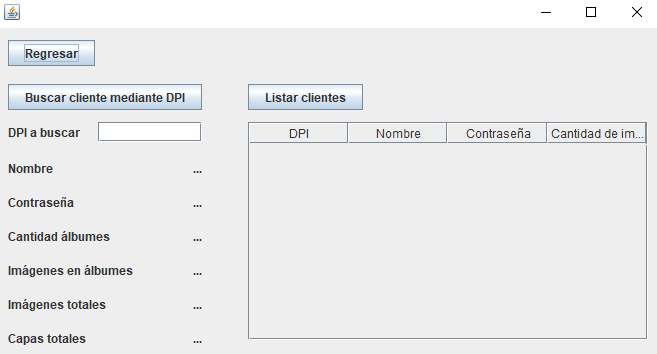 Regresar
Buscar cliente mediante DPI
Listar clientes
DPI a buscar
DPI Nombre Contraseña Cantidad de im...
Nombre ...
Contraseña ...
Cantidad álbumes ...
Imágenes en álbumes ...
Imágenes totales ...
Capas totales ...